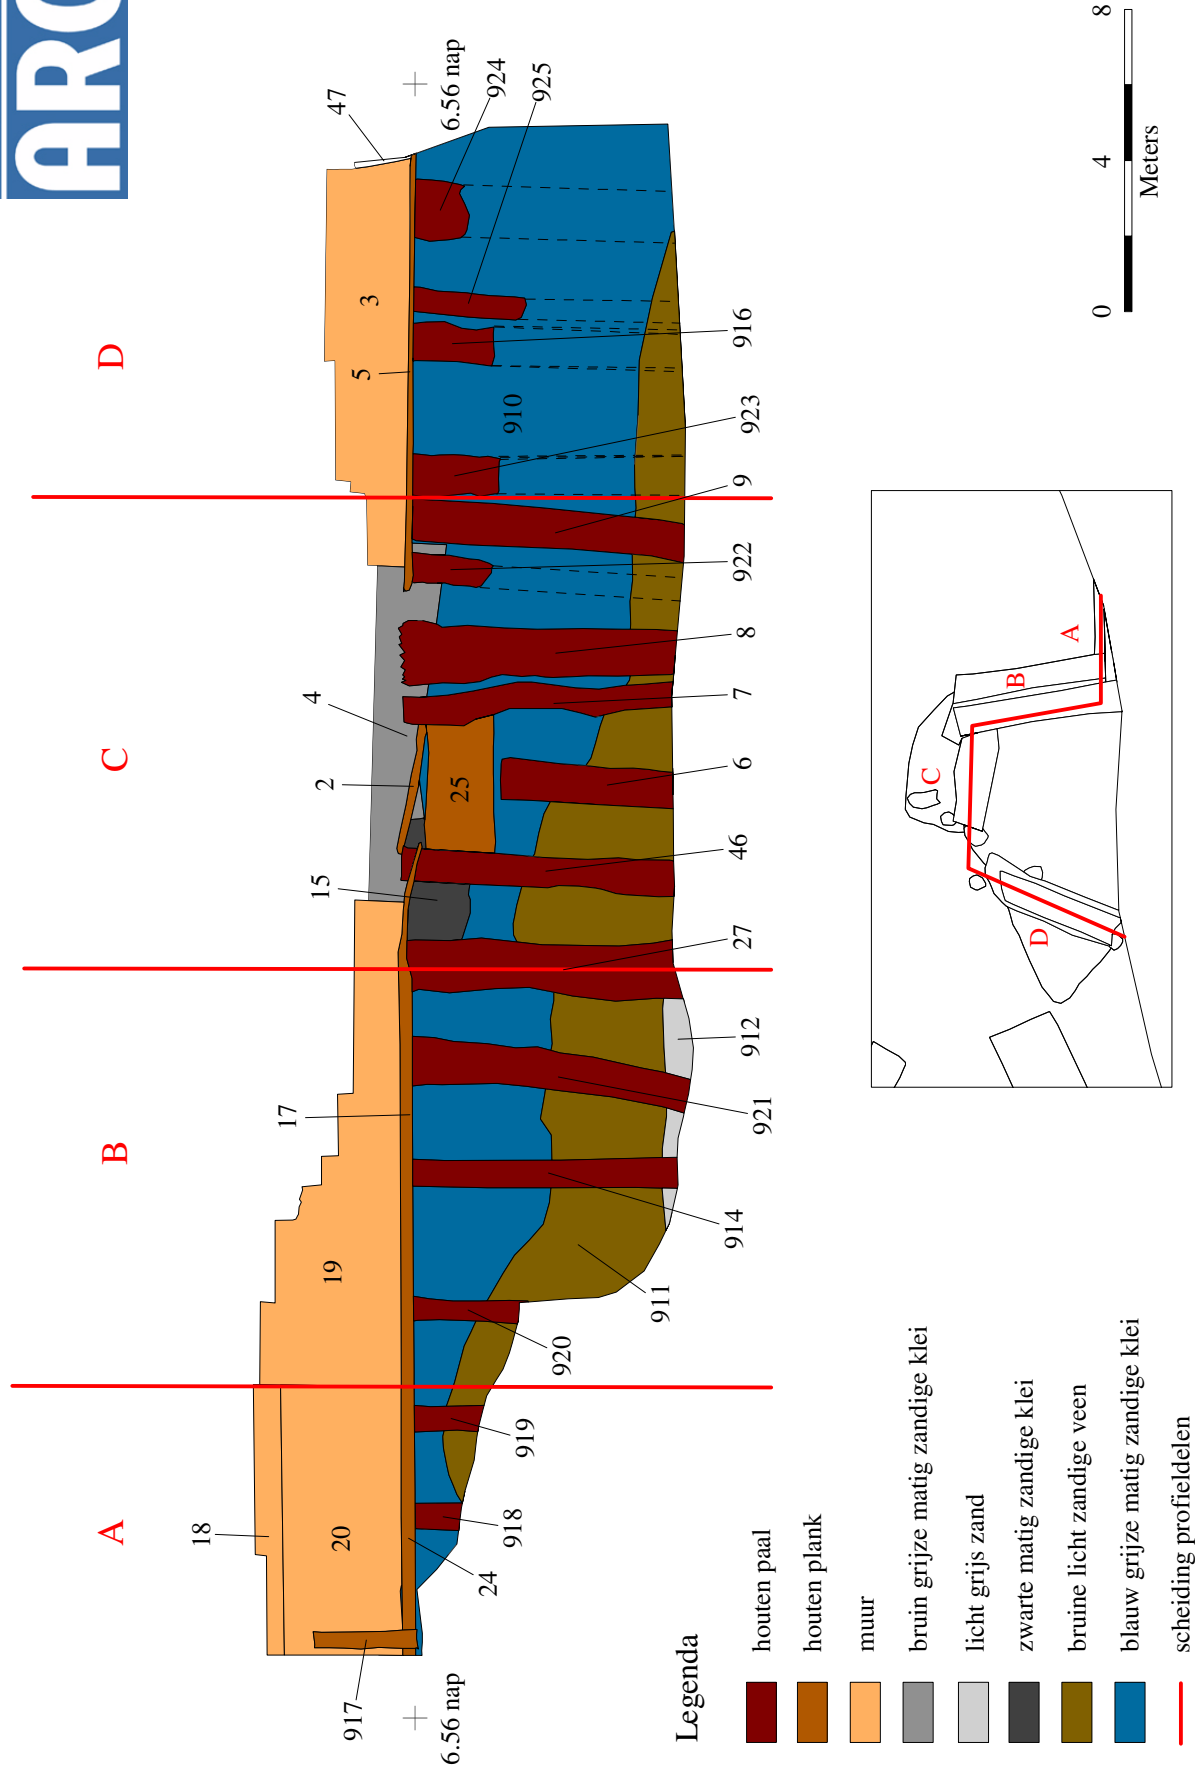 ARC
A
B
C
D
18
20
19
17
15
2
4
5
3
47
6.56 nap
924
925
910
25
917
6.56 nap
24
918
919
920
911
914
921
912
27
46
6
7
8
922
9
923
916
Legenda
houten paal
houten plank
muur
bruin grijze matig zandige klei
licht grijs zand
zwarte matig zandige klei
bruine licht zandige veen
blauw grijze matig zandige klei
scheiding profieldelen
A
B
C
D
0
4
8
Meters